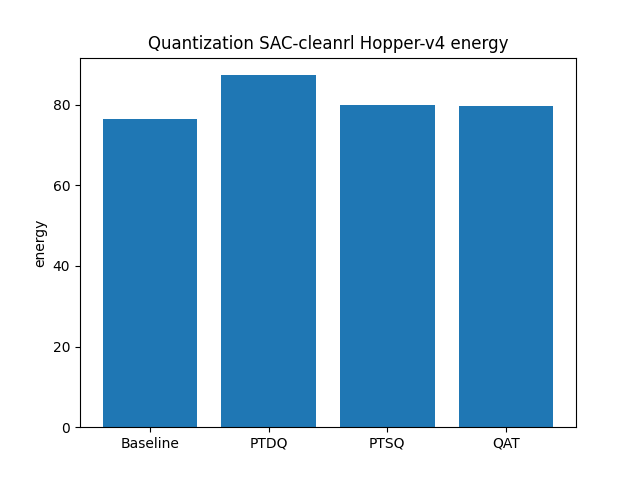 Quantization SAC-cleanrl Hopper-v4 energy
80
60
40
20
0
energy
Baseline PTDQ PTSQ QAT